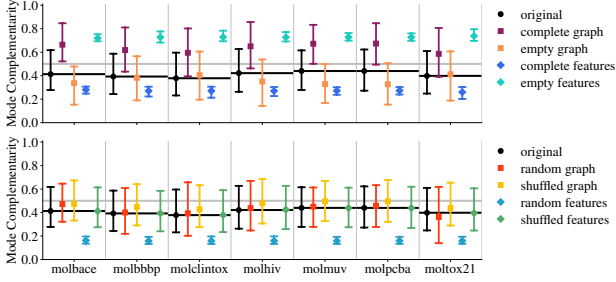 Mode Complementarity
1.0
0.8
0.6
0.4
0.2
0.0
original
complete graph
empty graph
complete features
empty features
Mode Complementarity
1.0
0.8
0.6
0.4
0.2
0.0
original
random graph
shuffled graph
random features
shuffled features
molbace molbbbp molclintox molhiv molmuv molpcba moltox21